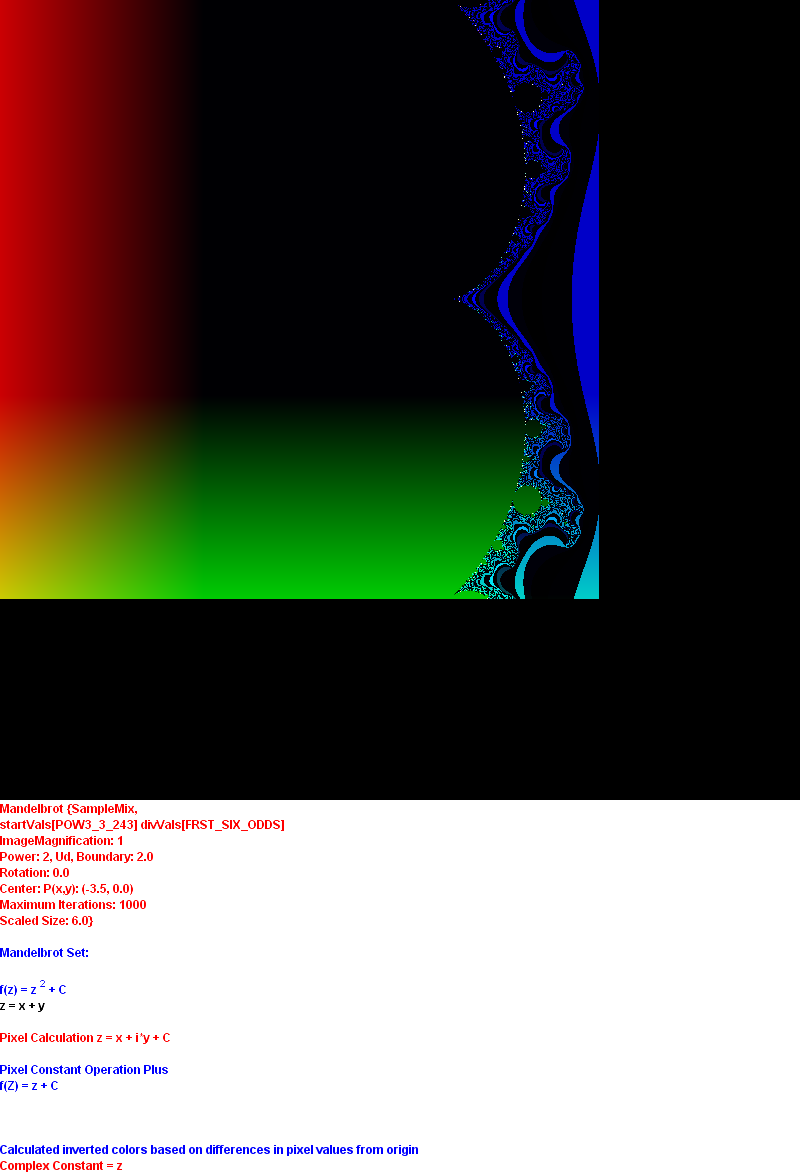 Mandelbrot {SampleMix,
startVals[POW3_3_243] divVals[FRST_SIX_ODDS]
ImageMagnification: 1
Power: 2, Ud, Boundary: 2.0
Rotation: 0.0
Center: P(x,y): (-3.5, 0.0)
Maximum Iterations: 1000
Scaled Size: 6.0}
Mandelbrot Set:
f(z) = z 2 + C
z = x + y
Pixel Calculation z = x + i*y + C
Pixel Constant Operation Plus
f(Z) = z + C
Calculated inverted colors based on differences in pixel values from origin
Complex Constant = z